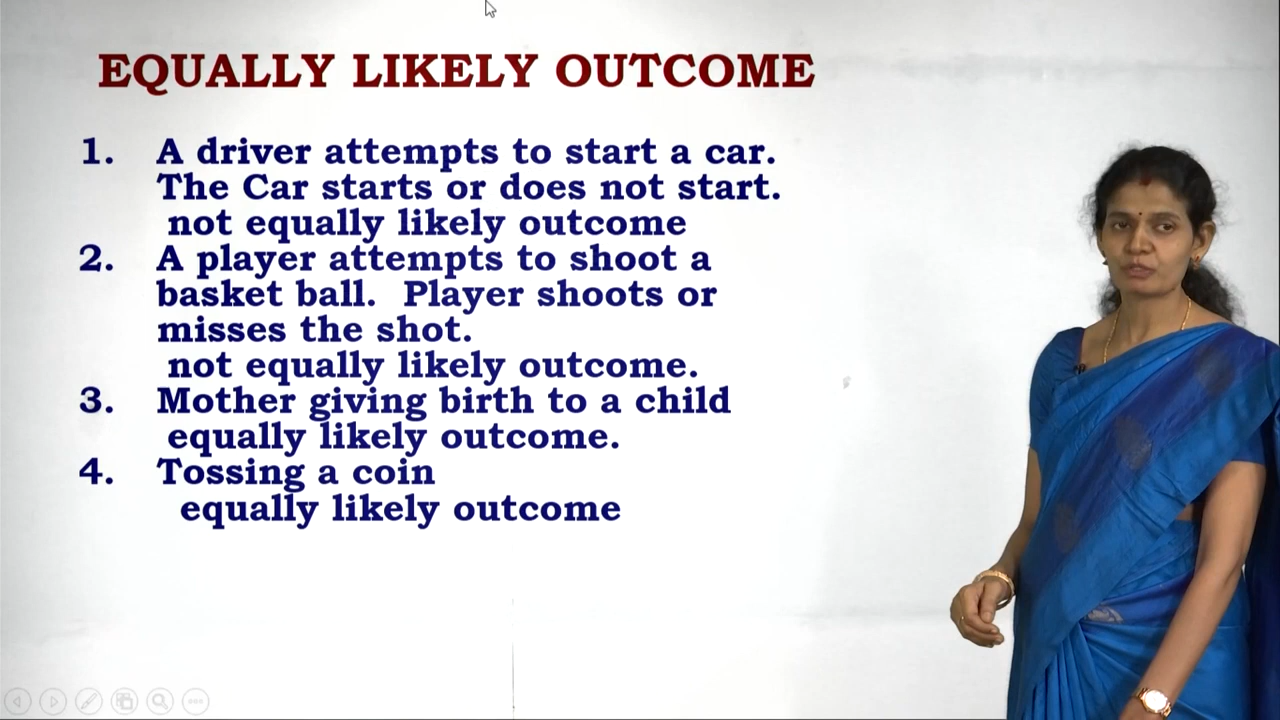 EQUALLY LIKELY OUTCOME
1. A driver attempts to start a car.
The Car starts or does not start.
not equally likely outcome
2. A player attempts to shoot a
basket ball. Player shoots or
misses the shot.
not equally likely outcome.
3. Mother giving birth to a child
equally likely outcome.
4. Tossing a coin
equally likely outcome